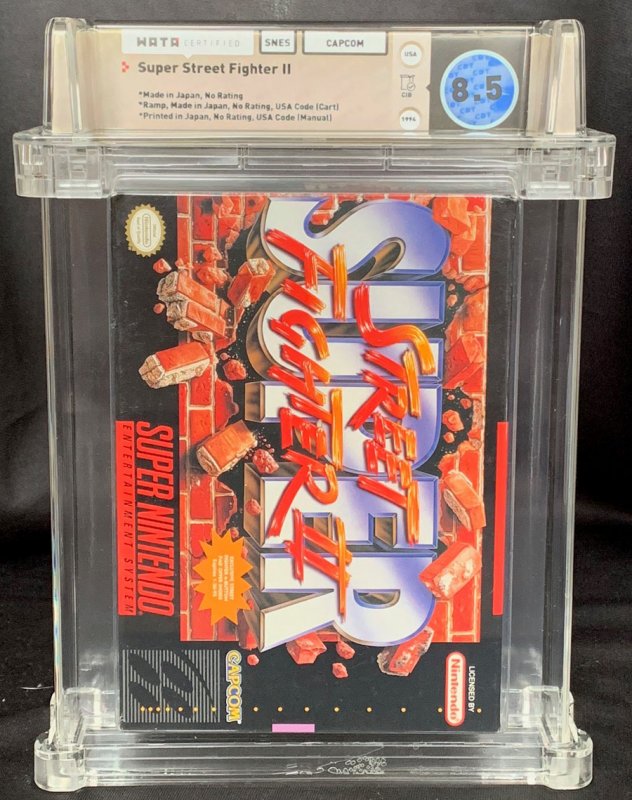 WATA CERTIFIED
SNES
CAPCOM
Super Street Fighter II
*Made in Japan, No Rating
*Ramp, Made in Japan, No Rating, USA Code (Cart)
*Printed in Japan, No Rating, USA Code (Manual)
USA
CIB
1994
8.5
CBT
SUPER
STREET
FIGHTER II
SUPER NINTENDO
ENTERTAINMENT SYSTEM
CAPCOM
LICENSED BY
Nintendo